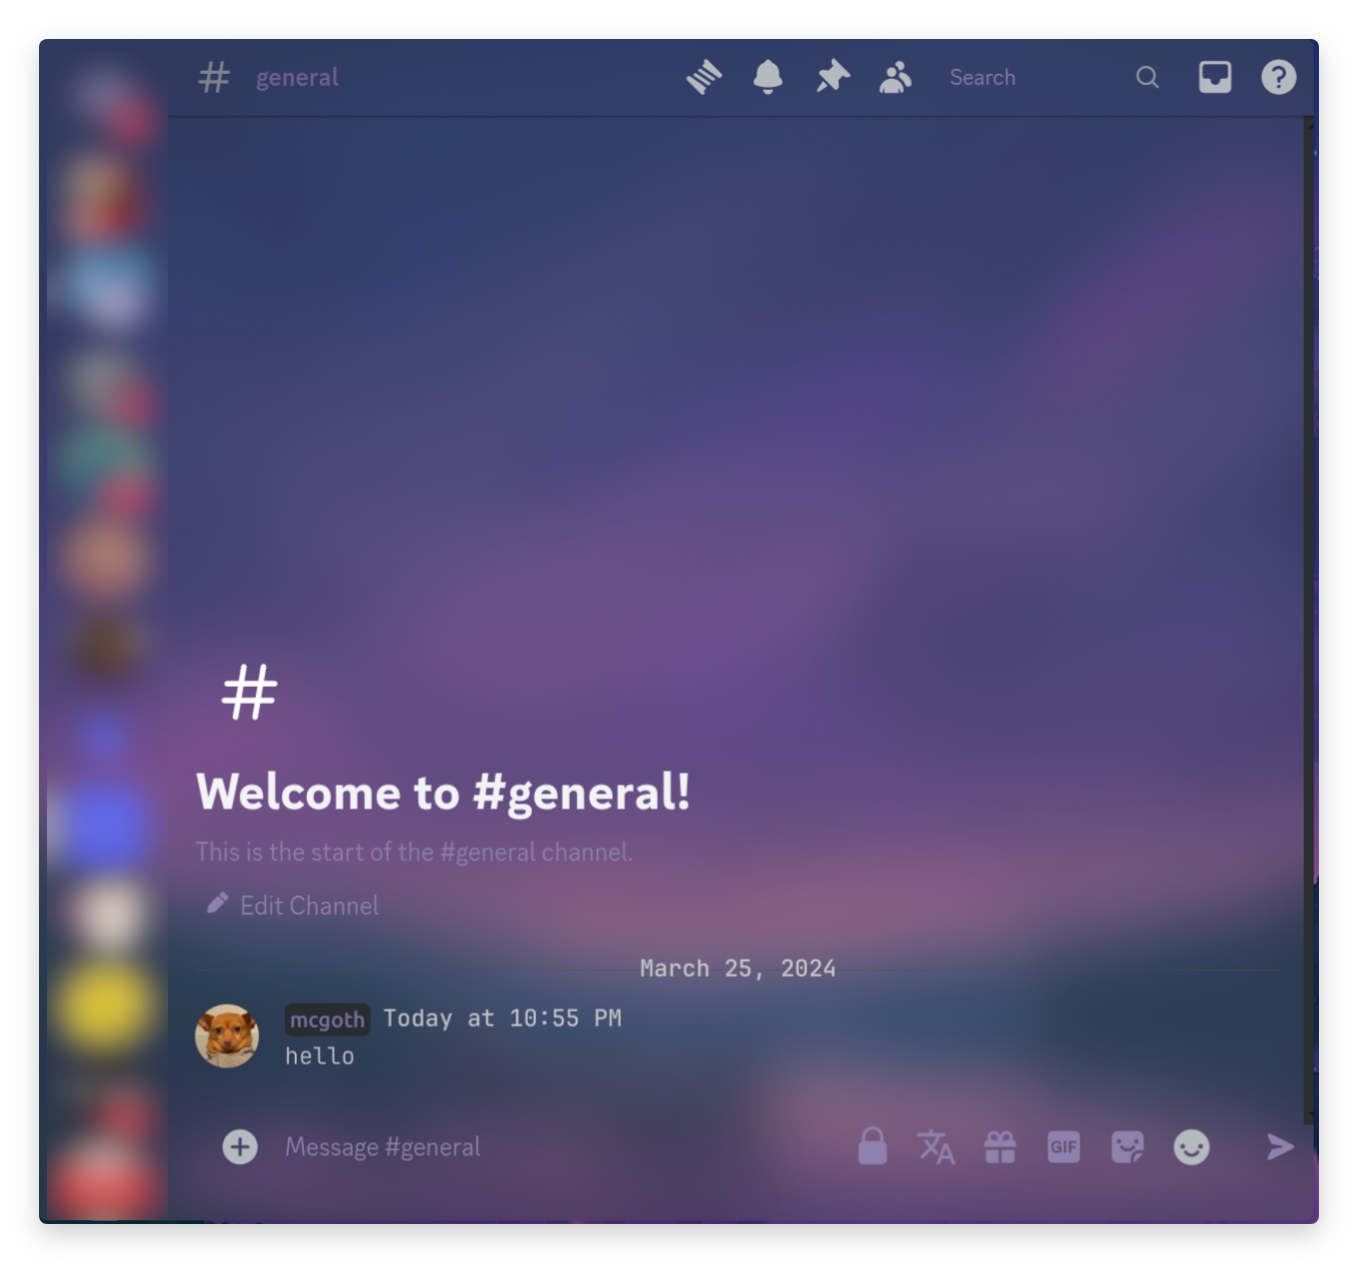 general
Search
Welcome to #general!
This is the start of the #general channel.
Edit Channel
March 25, 2024
mcgoth Today at 10:55 PM
hello
Message #general
GIF